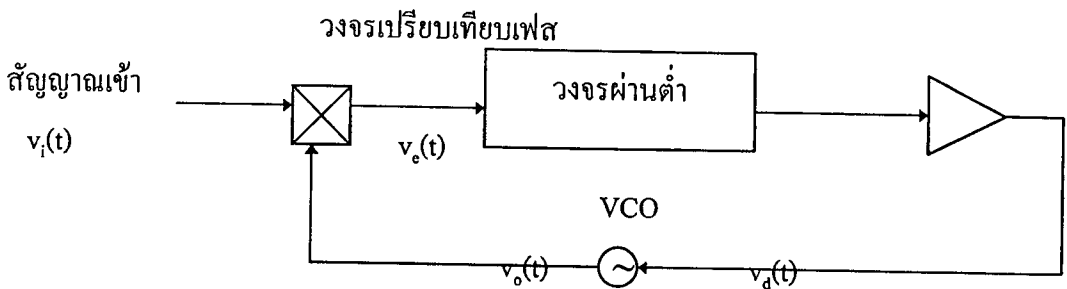 วงจรเปรียบเทียบเฟส
สัญญาณเข้า
วงจรผ่านต่ำ
v_i(t)
v_e(t)
VCO
v_o(t)
v_d(t)